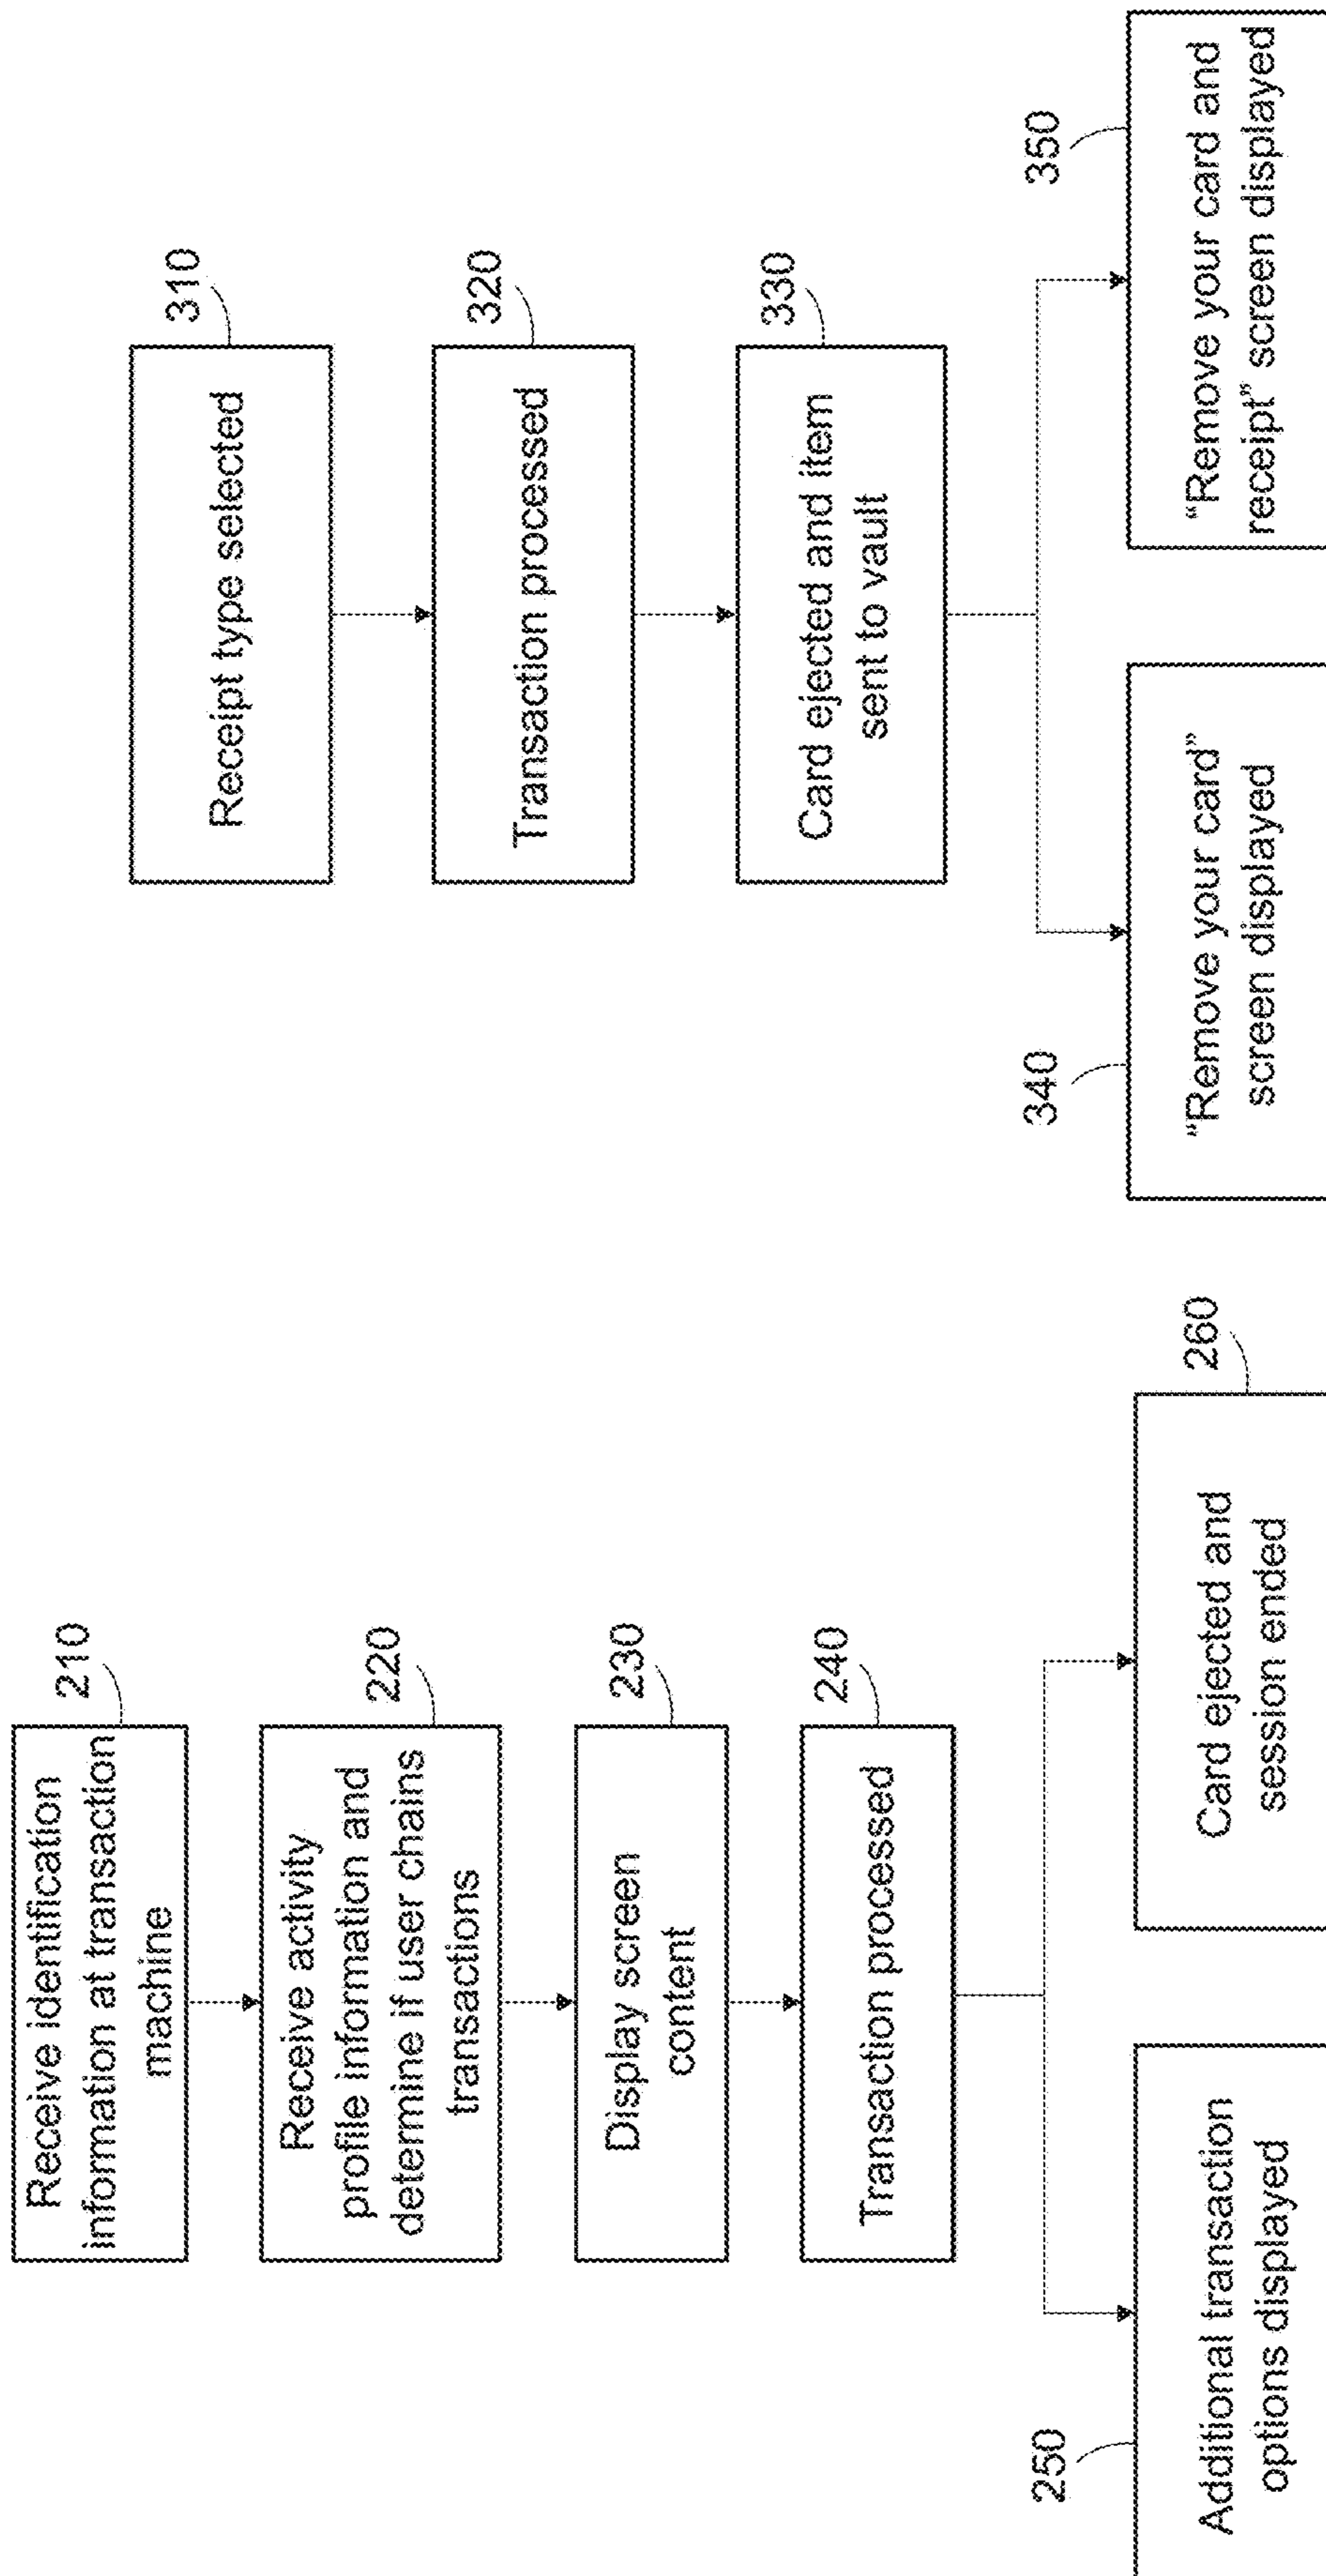 Receive identification
information at transaction
machine
210
Receive activity
profile information and
determine if user chains
transactions
220
Display screen
content
230
Transaction processed
240
250
Additional transaction
options displayed
Card ejected and
session ended
260
Receipt type selected
310
Transaction processed
320
Card ejected and item
sent to vault
330
340
“Remove your card”
screen displayed
350
“Remove your card and
receipt” screen displayed